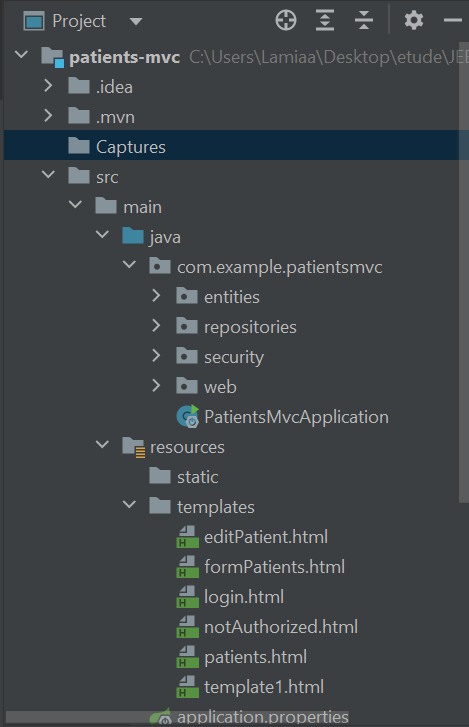 Project
patients-mvc C:\Users\Lamiaa\Desktop\etude\JEE
.idea
.mvn
Captures
src
main
java
com.example.patientsmvc
entities
repositories
security
web
PatientsMvcApplication
resources
static
templates
editPatient.html
formPatients.html
login.html
notAuthorized.html
patients.html
template1.html
application.properties